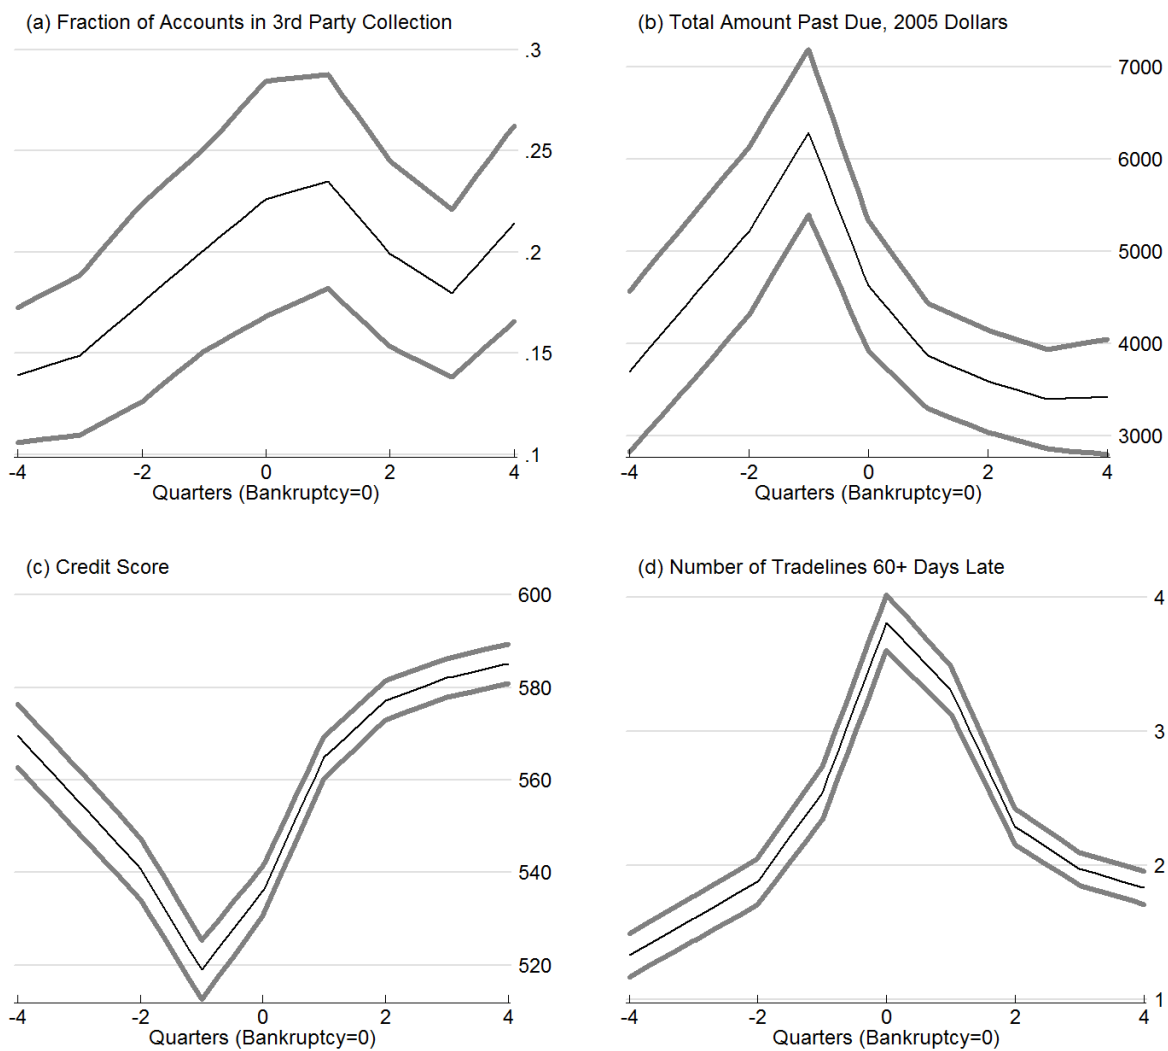 (a) Fraction of Accounts in 3rd Party Collection
.3
.25
.2
.15
.1
-4 -2 0 2 4
Quarters (Bankruptcy=0)
(b) Total Amount Past Due, 2005 Dollars
7000
6000
5000
4000
3000
-4 -2 0 2 4
Quarters (Bankruptcy=0)
(c) Credit Score
600
580
560
540
520
-4 -2 0 2 4
Quarters (Bankruptcy=0)
(d) Number of Tradelines 60+ Days Late
4
3
2
1
-4 -2 0 2 4
Quarters (Bankruptcy=0)